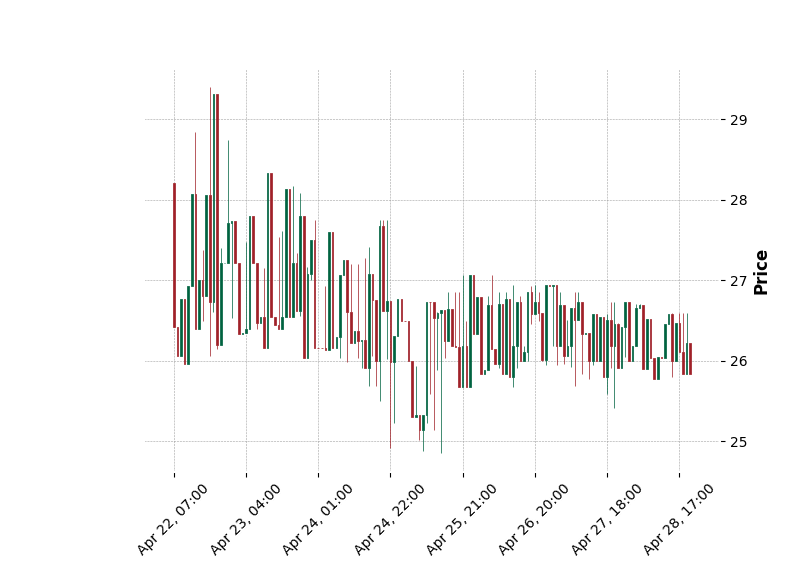 29
28
27
26
25
Price
Apr 22, 07:00
Apr 23, 04:00
Apr 24, 01:00
Apr 24, 22:00
Apr 25, 21:00
Apr 26, 20:00
Apr 27, 18:00
Apr 28, 17:00